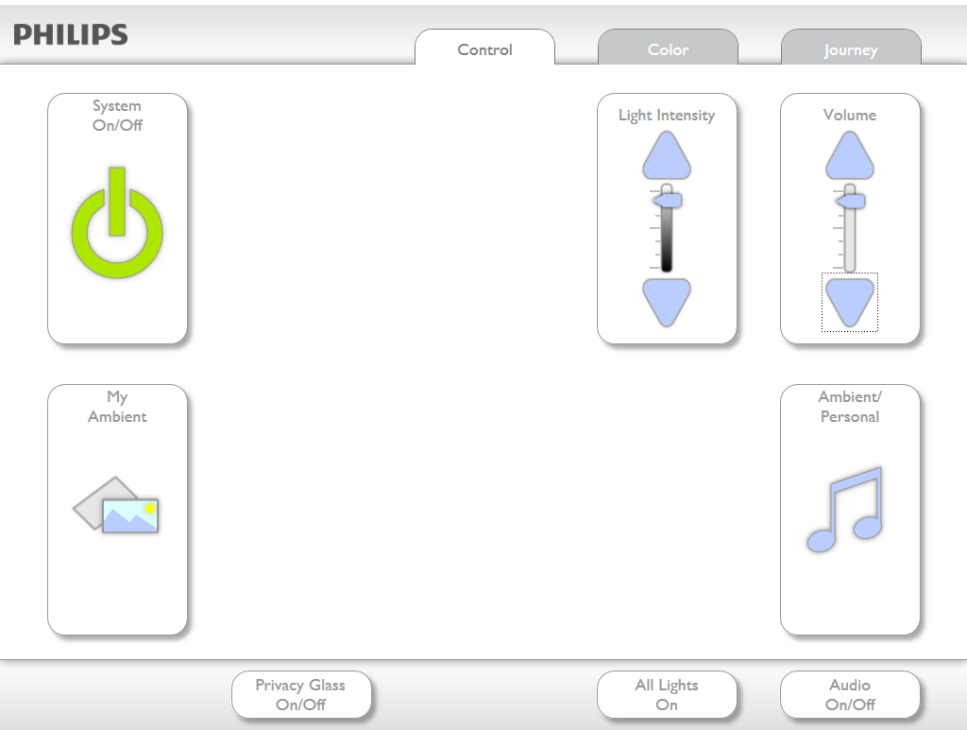 PHILIPS
Control
Color
Journey
System
On/Off
Light Intensity
Volume
My
Ambient
Ambient/
Personal
Privacy Glass
On/Off
All Lights
On
Audio
On/Off